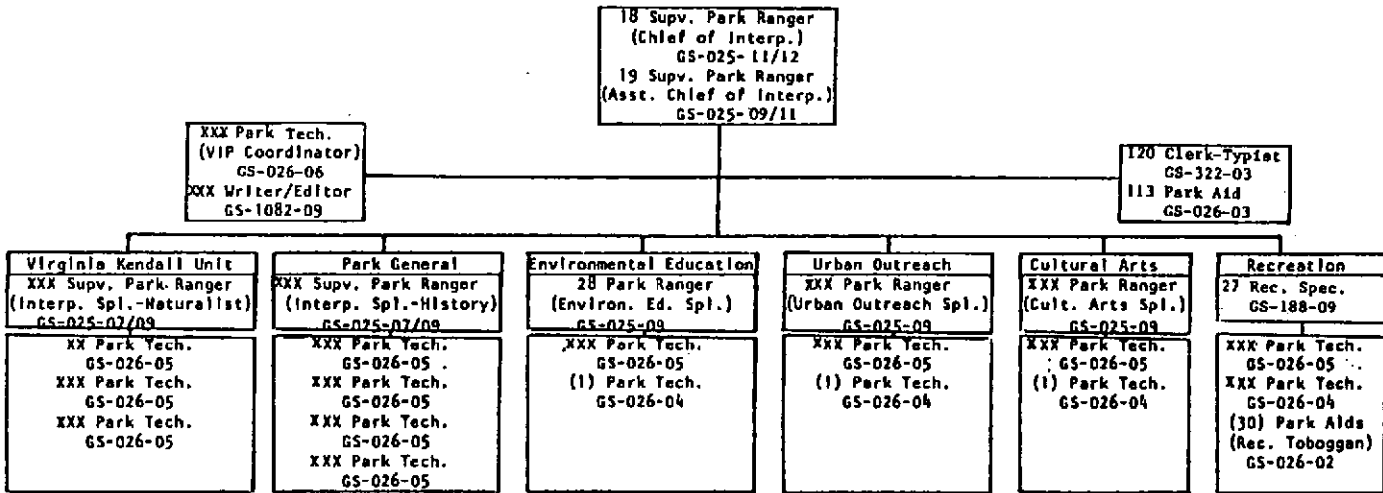 18 Supv. Park Ranger
(Chief of Interp.)
GS-025-11/12
19 Supv. Park Ranger
(Asst. Chief of Interp.)
GS-025-09/11
XXX Park Tech.
(VIP Coordinator)
GS-026-06
XXX Writer/Editor
GS-1082-09
120 Clerk-Typist
GS-322-03
113 Park Aid
GS-026-03
Virginia Kendall Unit
XXX Supv. Park Ranger
(Interp. Spl.-Naturalist)
GS-025-07/09
XX Park Tech.
GS-026-05
XXX Park Tech.
GS-026-05
XXX Park Tech.
GS-026-05
Park General
XXX Supv. Park Ranger
(Interp. Spl.-History)
GS-025-07/09
XXX Park Tech.
GS-026-05
XXX Park Tech.
GS-026-05
XXX Park Tech.
GS-026-05
XXX Park Tech.
GS-026-05
Environmental Education
28 Park Ranger
(Environ. Ed. Spl.)
GS-025-09
XXX Park Tech.
GS-026-05
(1) Park Tech.
GS-026-04
Urban Outreach
XXX Park Ranger
(Urban Outreach Spl.)
GS-025-09
XXX Park Tech.
GS-026-05
(1) Park Tech.
GS-026-04
Cultural Arts
XXX Park Ranger
(Cult. Arts Spl.)
GS-025-09
XXX Park Tech.
GS-026-05
(1) Park Tech.
GS-026-04
Recreation
27 Rec. Spec.
GS-188-09
XXX Park Tech.
GS-026-05
XXX Park Tech.
GS-026-04
(30) Park Aids
(Rec. Toboggan)
GS-026-02